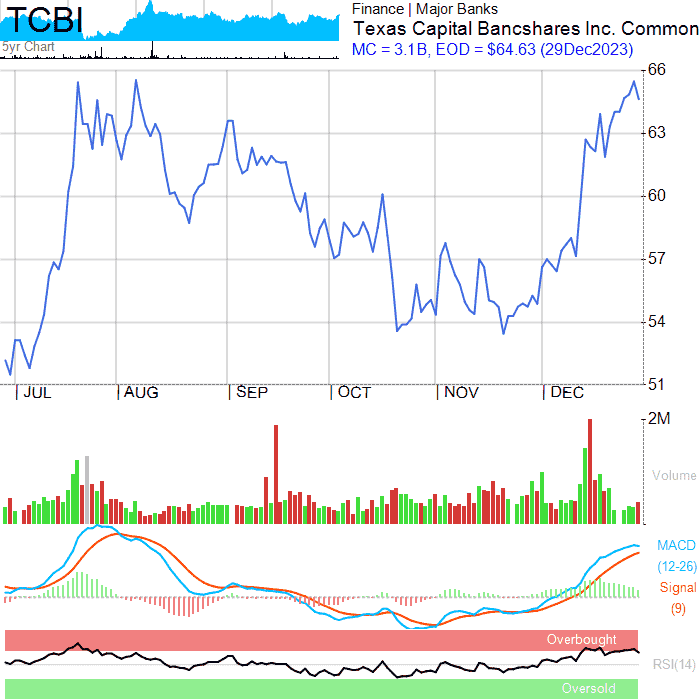 TCBI
5yr Chart
Finance | Major Banks
Texas Capital Bancshares Inc. Common
MC = 3.1B, EOD = $64.63 (29Dec2023)
66
63
60
57
54
51
| JUL | AUG | SEP | OCT | NOV | DEC
2M
Volume
MACD
(12-26)
Signal
(9)
Overbought
RSI(14)
Oversold